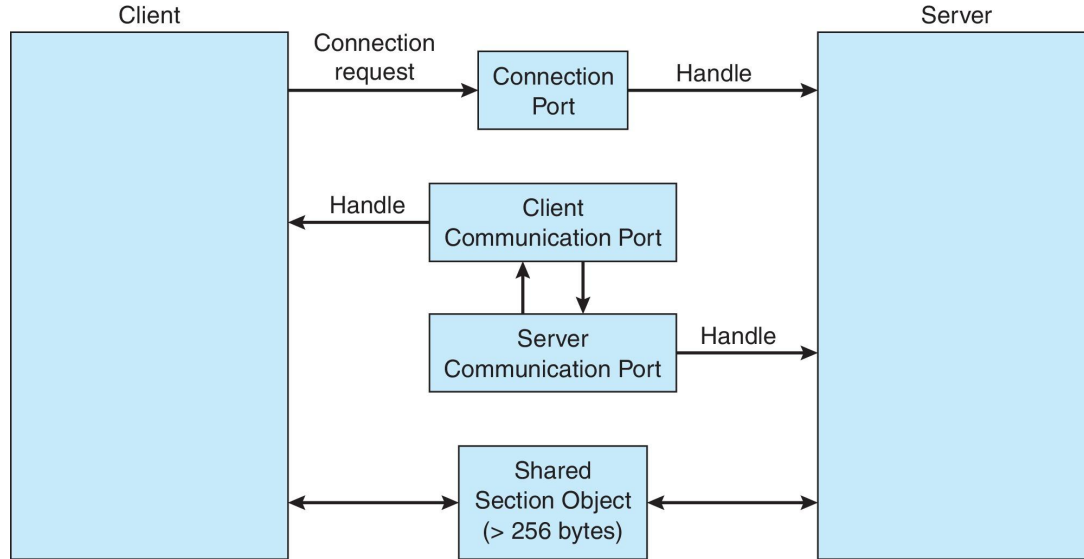 Client
Server
Connection
request
Connection
Port
Handle
Handle
Client
Communication Port
Server
Communication Port
Handle
Shared
Section Object
(> 256 bytes)